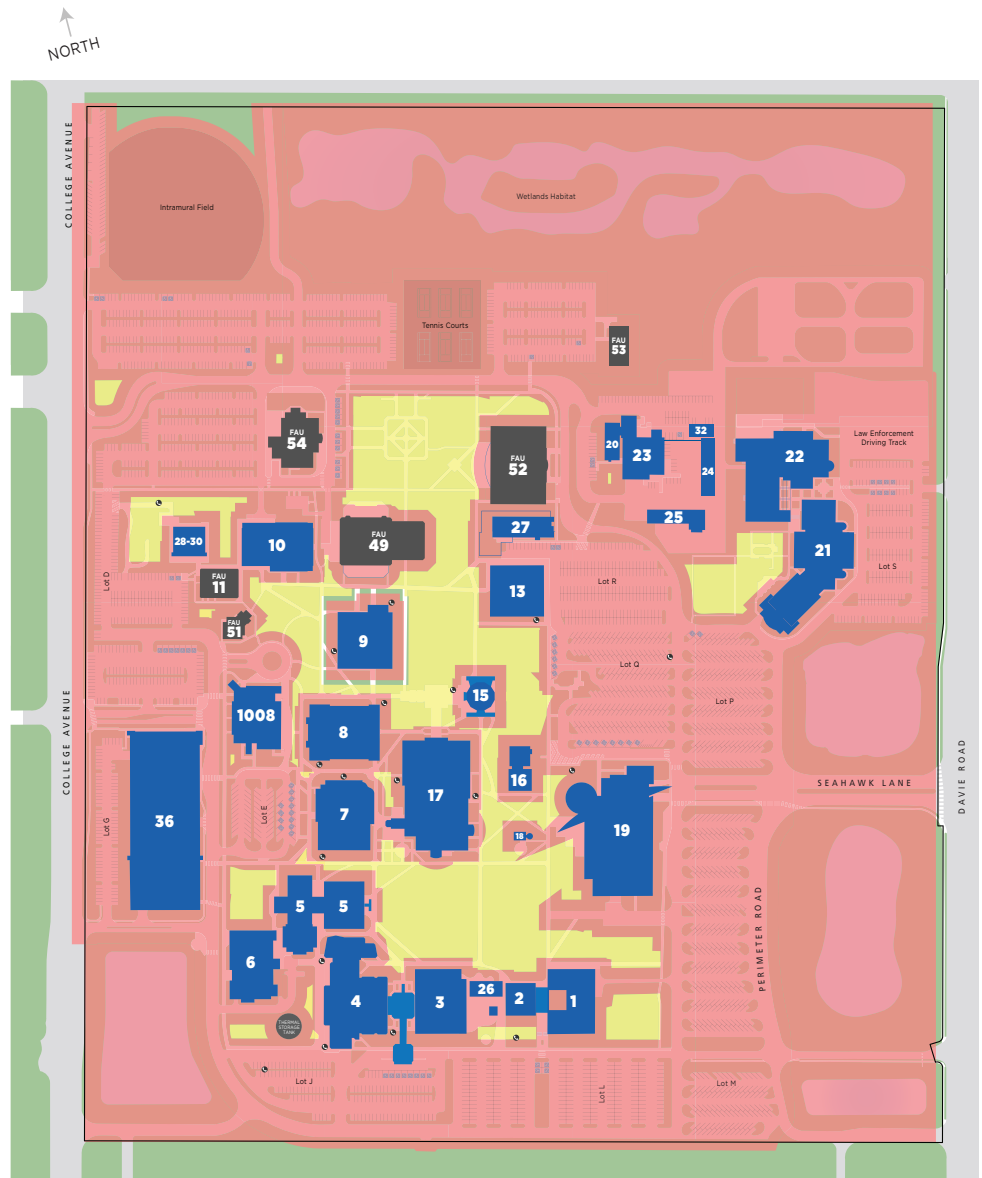 NORTH
COLLEGE AVENUE
Intramural Field
Wetlands Habitat
Tennis Courts
FAU
53
FAU
54
FAU
52
20
23
32
24
22
Law Enforcement
Driving Track
25
27
28-30
10
FAU
49
21
Lot D
FAU
11
13
Lot R
Lot S
FAU
51
9
Lot Q
15
Lot P
1008
8
COLLEGE AVENUE
17
16
SEAHAWK LANE
DAVIE ROAD
36
Lot G
Lot E
7
18
19
5
5
PERIMETER ROAD
6
4
3
26
2
1
THERMAL
STORAGE
TANK
Lot J
Lot L
Lot M